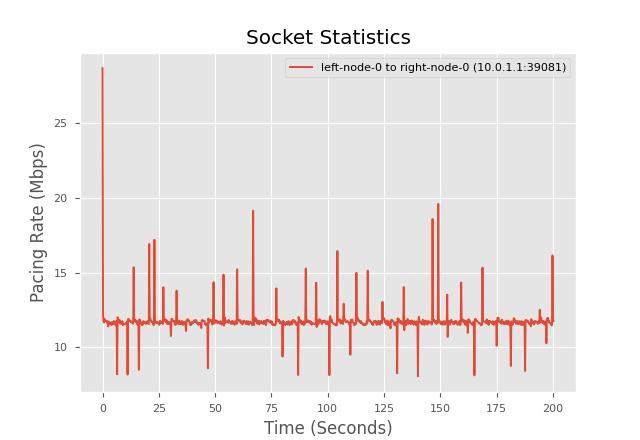 Socket Statistics
left-node-0 to right-node-0 (10.0.1.1:39081)
Pacing Rate (Mbps)
25
20
15
10
0 25 50 75 100 125 150 175 200
Time (Seconds)